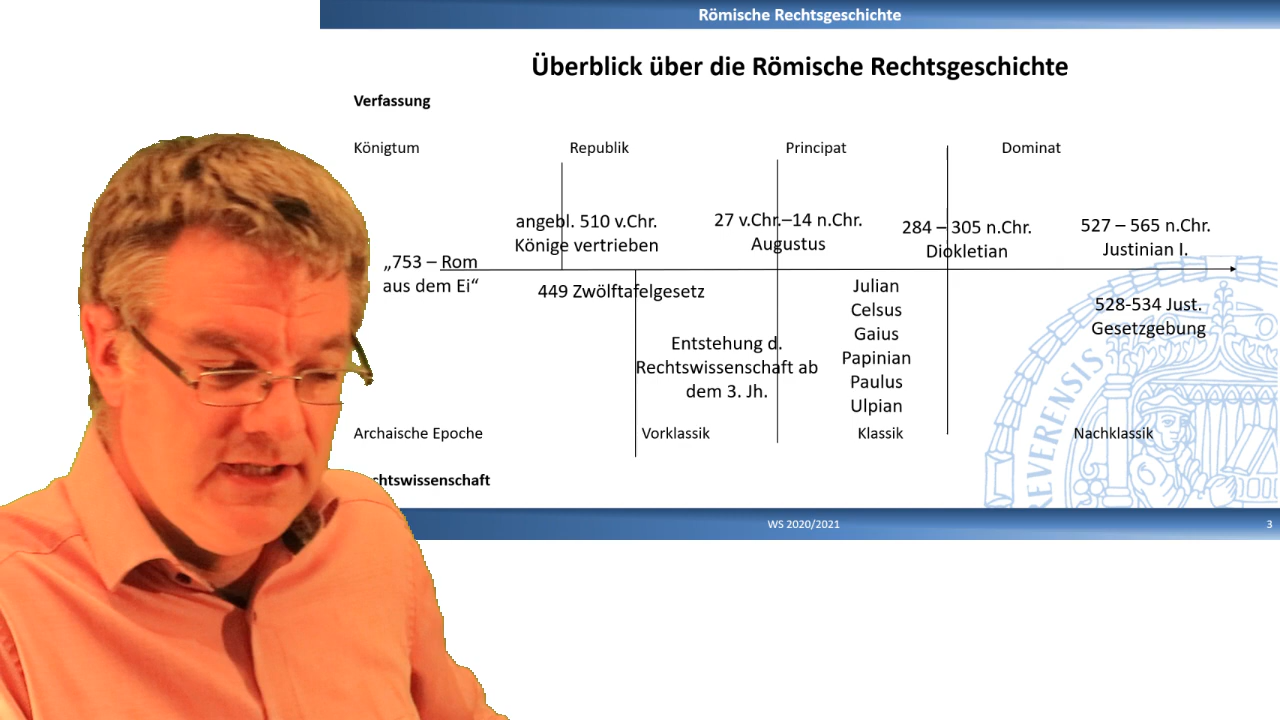 Römische Rechtsgeschichte
Überblick über die Römische Rechtsgeschichte
Verfassung
Königtum
Republik
Principat
Dominat
angebl. 510 v.Chr.
Könige vertrieben
27 v.Chr.–14 n.Chr.
Augustus
284 – 305 n.Chr.
Diokletian
527 – 565 n.Chr.
Justinian I.
„753 – Rom
aus dem Ei“
449 Zwölftafelgesetz
Entstehung d.
Rechtswissenschaft ab
dem 3. Jh.
Julian
Celsus
Gaius
Papinian
Paulus
Ulpian
528-534 Just.
Gesetzgebung
Archaische Epoche
Vorklassik
Klassik
Nachklassik
chtswissenschaft
EVERENSIS
WS 2020/2021
3